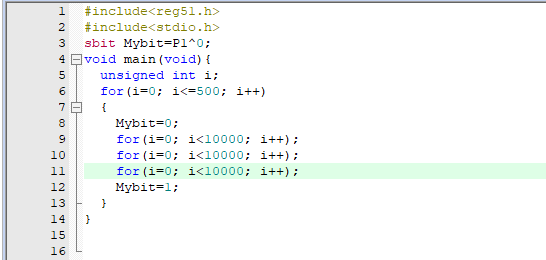 1 #include<reg51.h>
2 #include<stdio.h>
3 sbit Mybit=P1^0;
4 void main(void){
5 unsigned int i;
6 for(i=0; i<=500; i++)
7 {
8 Mybit=0;
9 for(i=0; i<10000; i++);
10 for(i=0; i<10000; i++);
11 for(i=0; i<10000; i++);
12 Mybit=1;
13 }
14 }
15
16